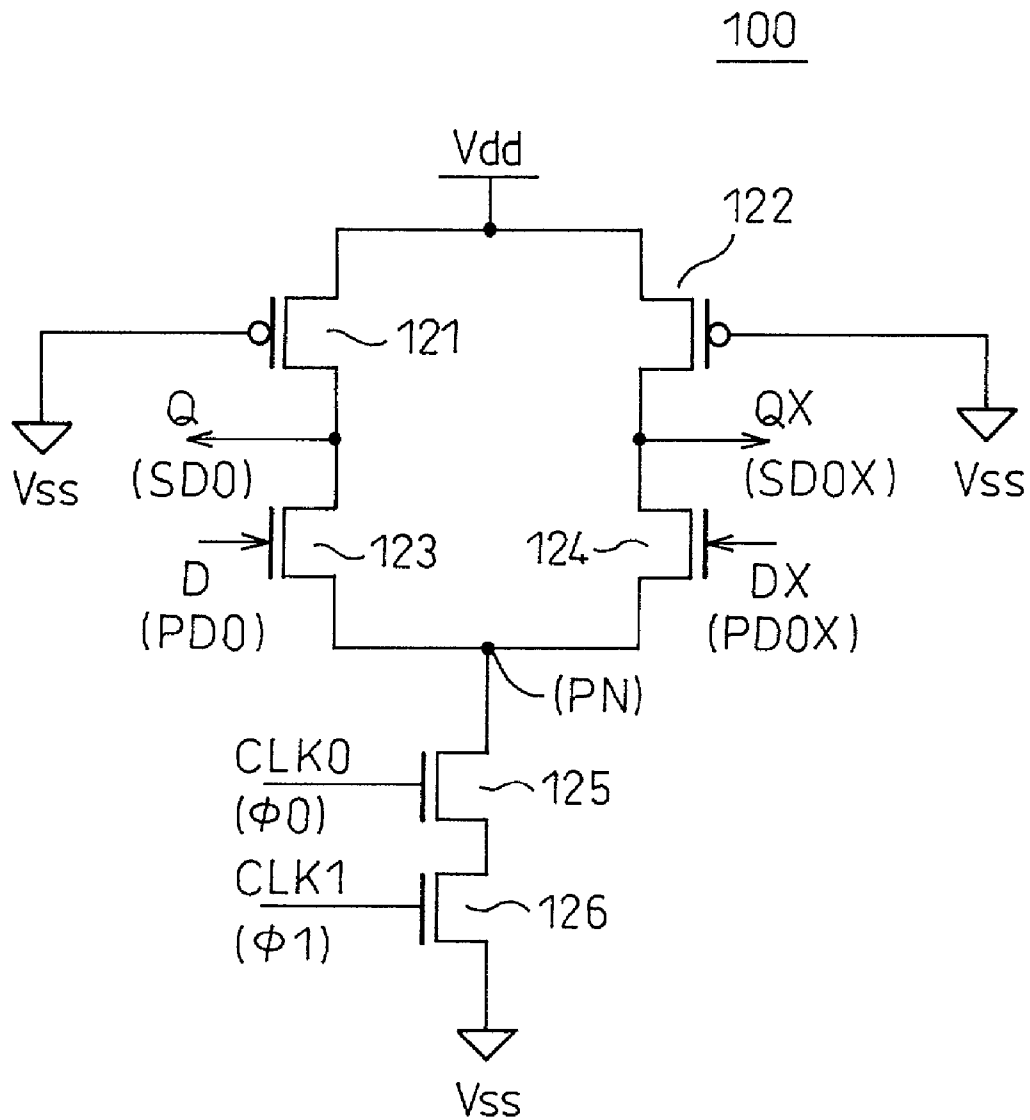 100
Vdd
122
121
Q
(SD0)
QX
(SD0X)
Vss
Vss
123
124
D
(PD0)
DX
(PD0X)
(PN)
CLK0
(Φ0)
125
CLK1
(Φ1)
126
Vss